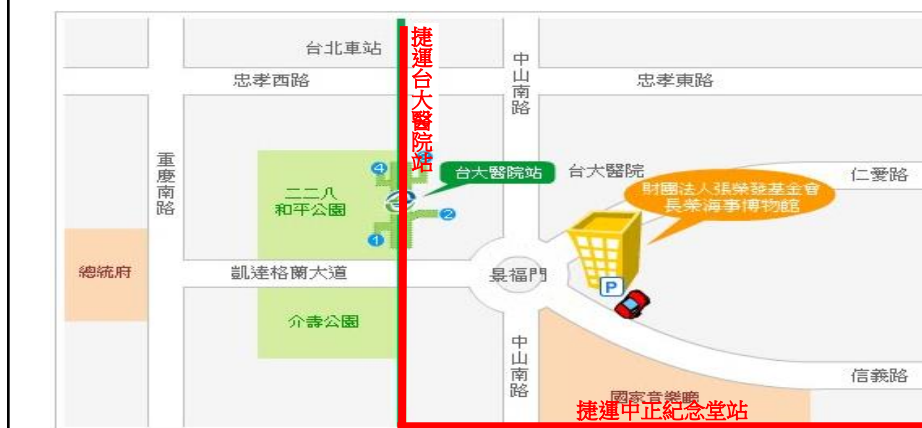 台北車站
忠孝西路
捷運台大醫院站
中山南路
忠孝東路
重慶南路
二二八
和平公園
4
2
1
台大醫院站
台大醫院
仁愛路
財團法人張榮發基金會
長榮海事博物館
總統府
凱達格蘭大道
景福門
P
介壽公園
中山南路
信義路
國家音樂廳
捷運中正紀念堂站